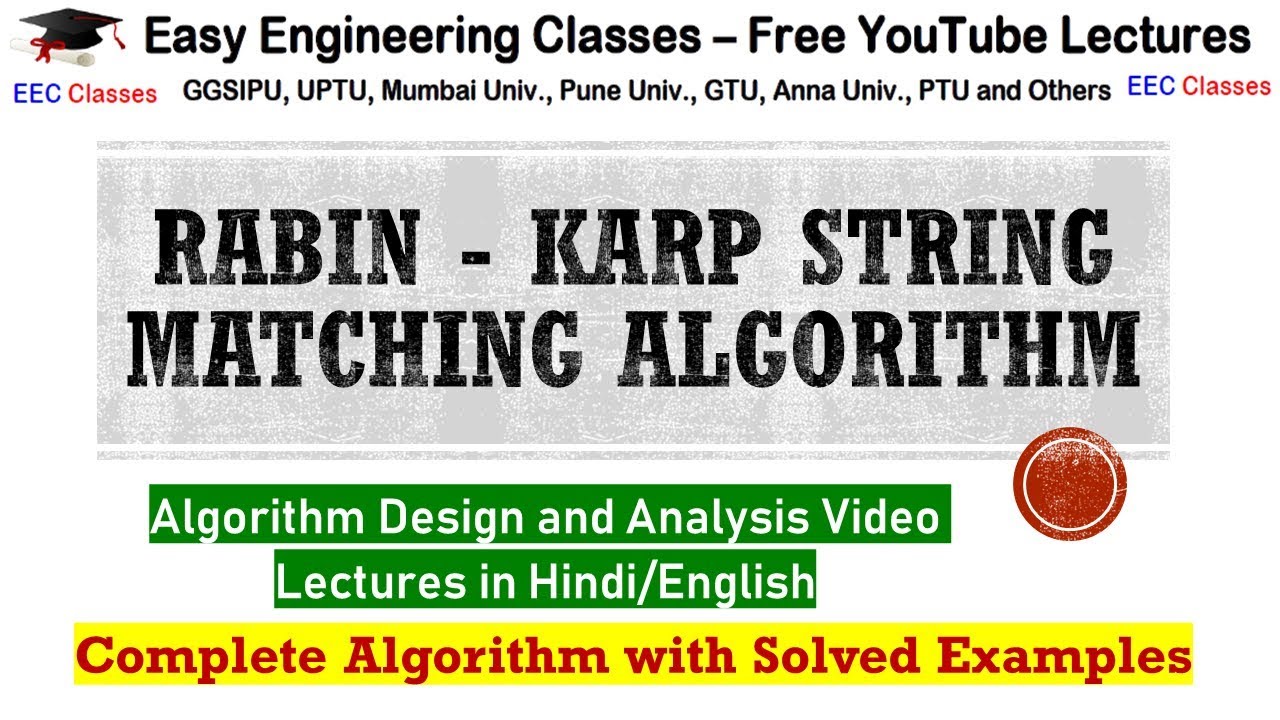 Easy Engineering Classes – Free YouTube Lectures
EEC Classes
GGSIPU, UPTU, Mumbai Univ., Pune Univ., GTU, Anna Univ., PTU and Others
EEC Classes
RABIN - KARP STRING
MATCHING ALGORITHM
Algorithm Design and Analysis Video
Lectures in Hindi/English
Complete Algorithm with Solved Examples